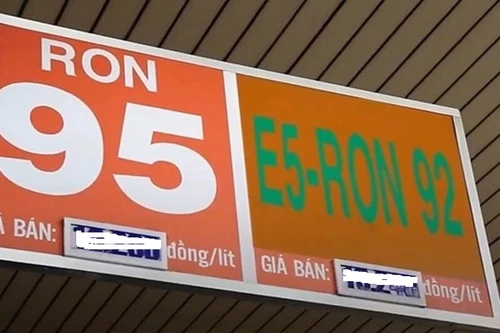 RON
95
GIÁ BÁN: đồng/lít
E5-RON 92
GIÁ BÁN: đồng/lít